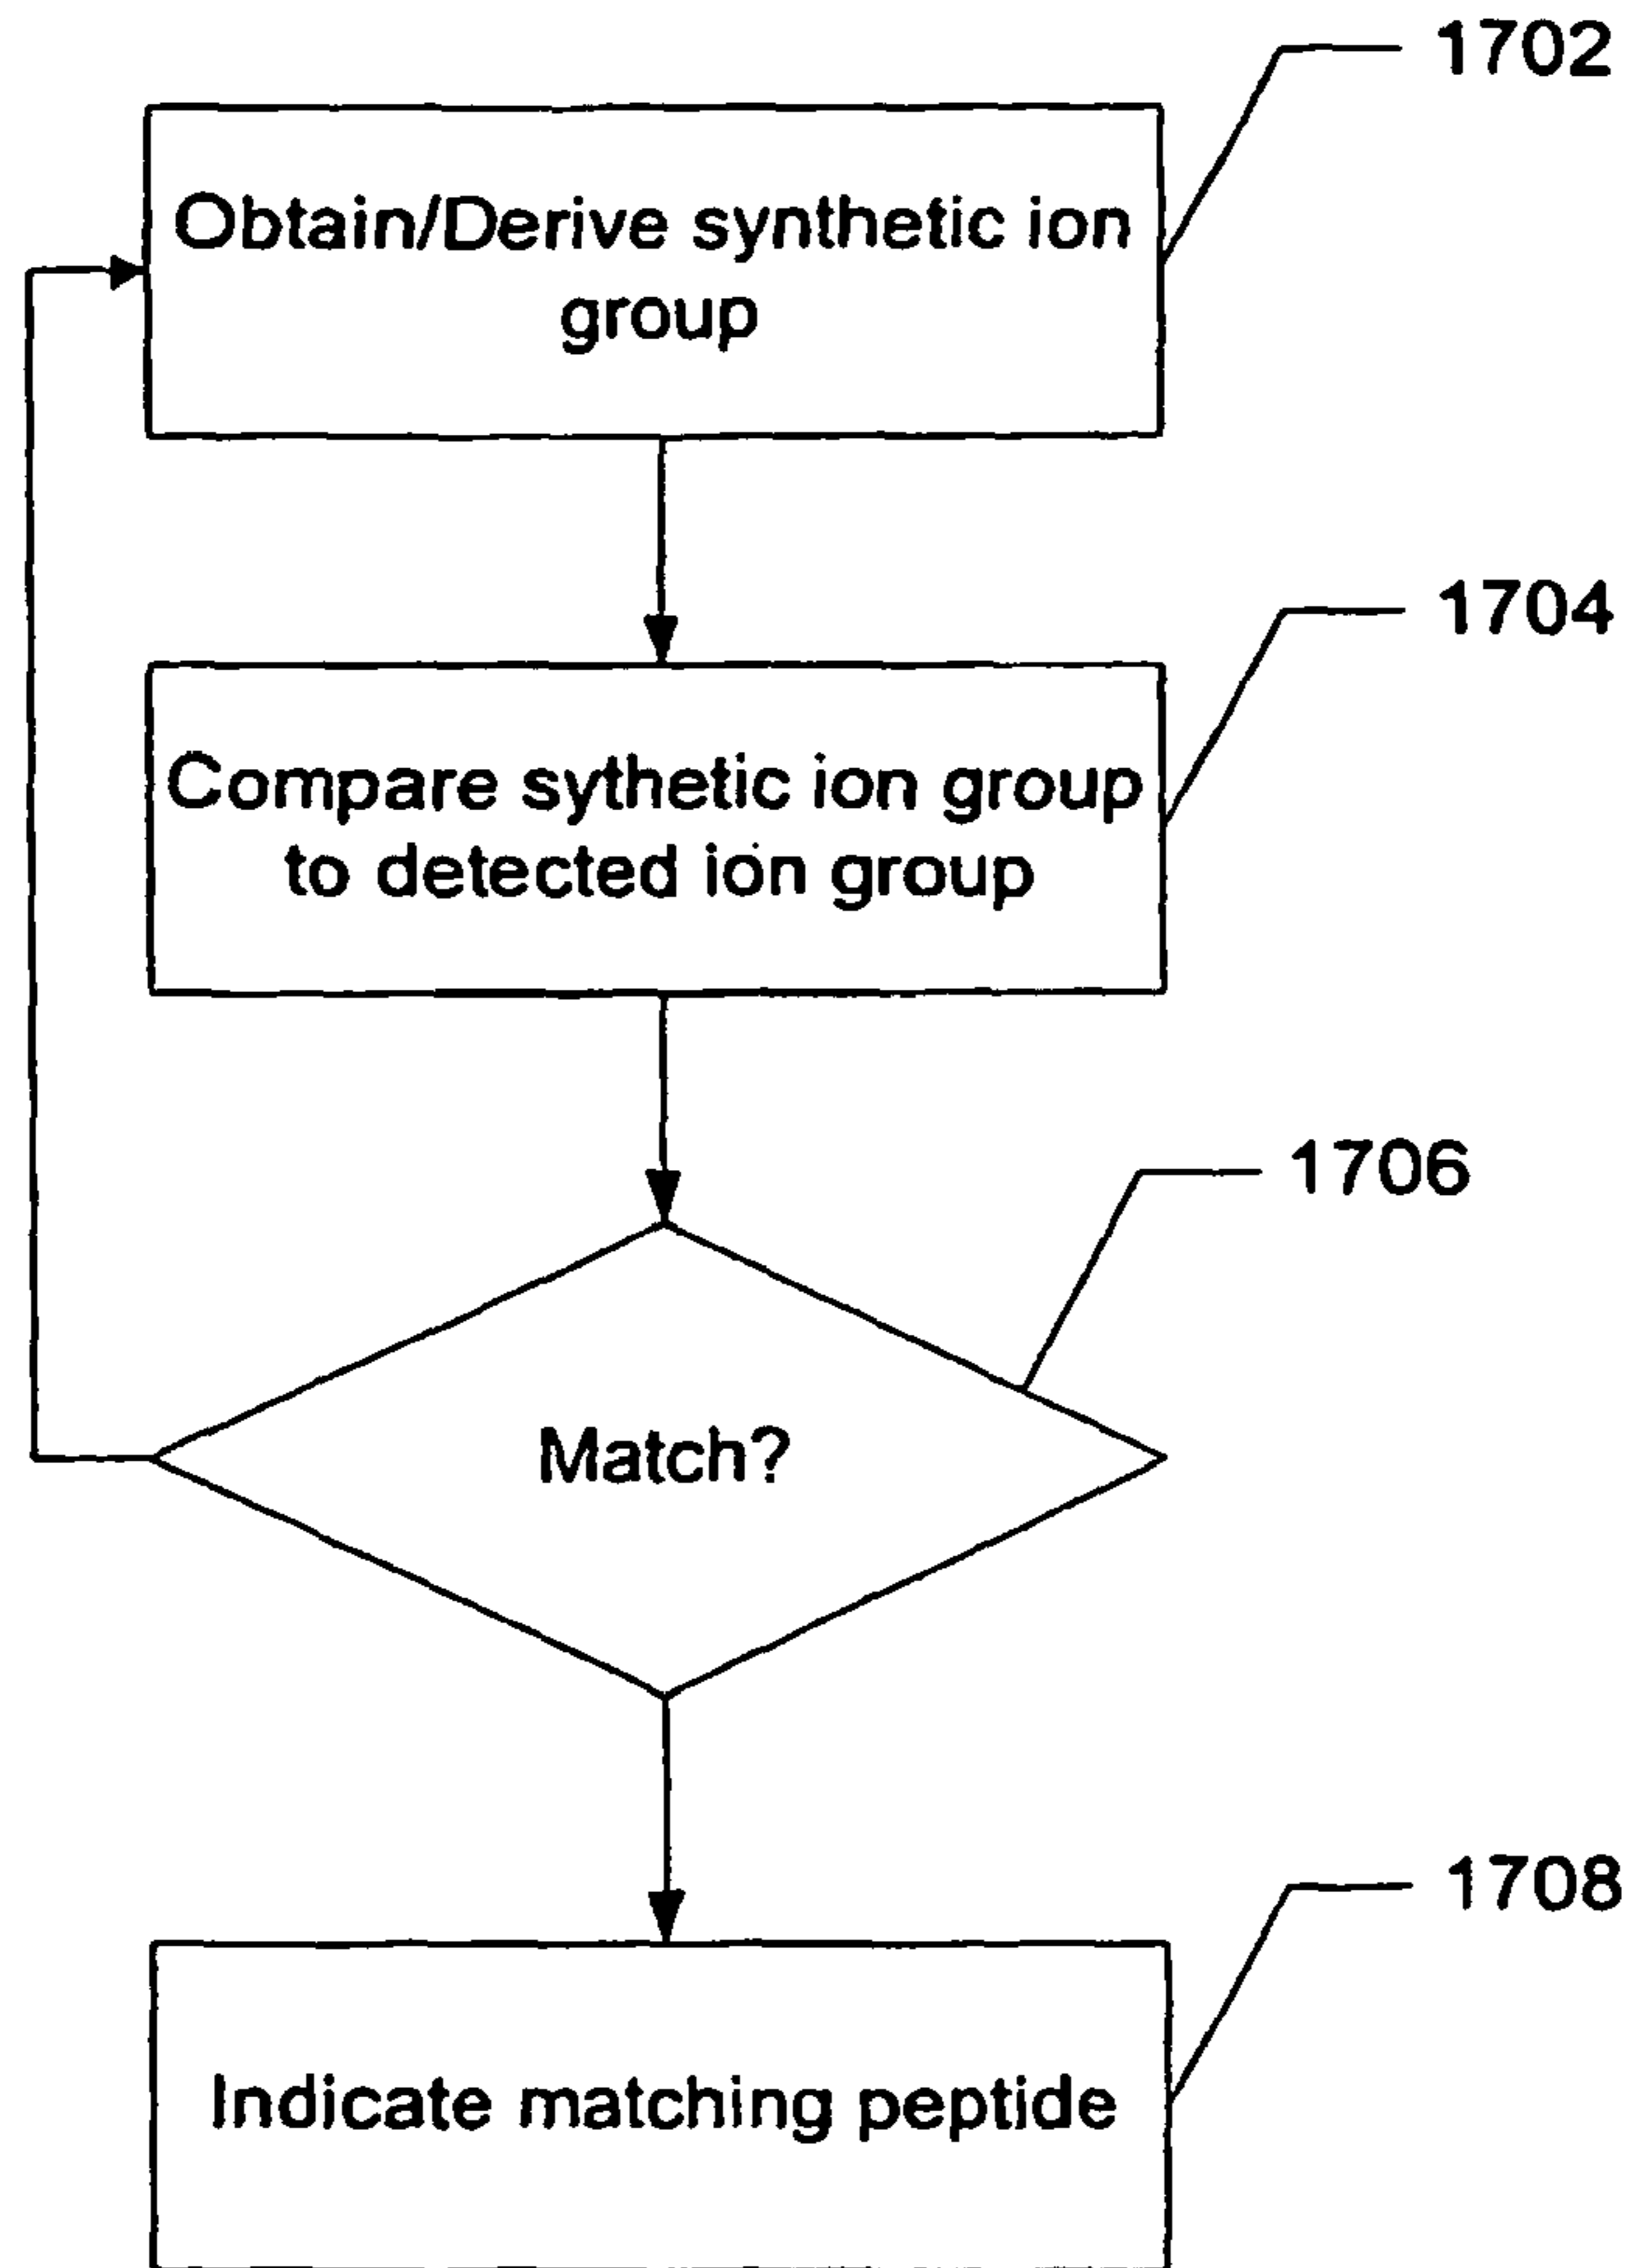 1702
Obtain/Derive synthetic ion
group
1704
Compare sythetic ion group
to detected ion group
1706
Match?
1708
Indicate matching peptide